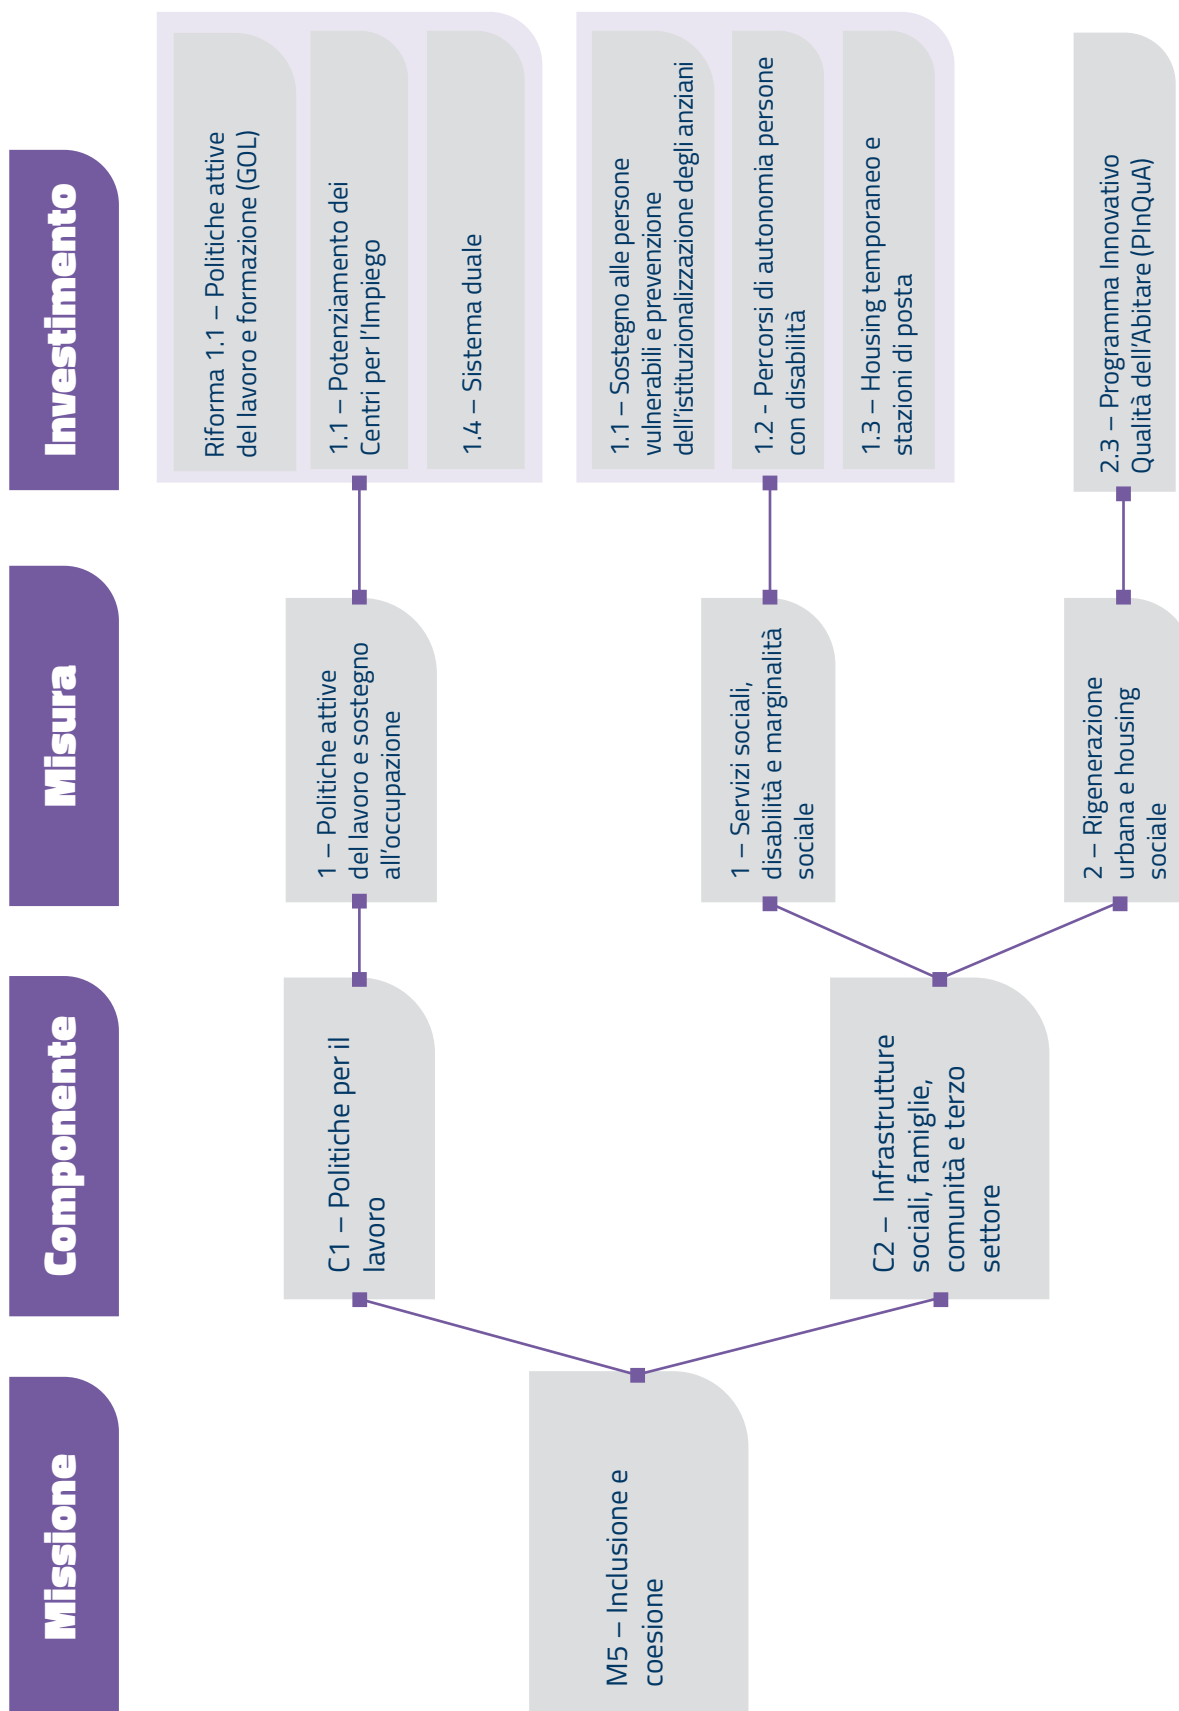 Missione
Componente
Misura
Investimento
M5 – Inclusione e
coesione
C1 – Politiche per il
lavoro
1 – Politiche attive
del lavoro e sostegno
all'occupazione
Riforma 1.1 – Politiche attive
del lavoro e formazione (GOL)
1.1 – Potenziamento dei
Centri per l'Impiego
1.4 – Sistema duale
C2 – Infrastrutture
sociali, famiglie,
comunità e terzo
settore
1 – Servizi sociali,
disabilità e marginalità
sociale
1.1 – Sostegno alle persone
vulnerabili e prevenzione
dell'istituzionalizzazione degli anziani
1.2 - Percorsi di autonomia persone
con disabilità
1.3 – Housing temporaneo e
stazioni di posta
2 – Rigenerazione
urbana e housing
sociale
2.3 – Programma Innovativo
Qualità dell'Abitare (PInQuA)